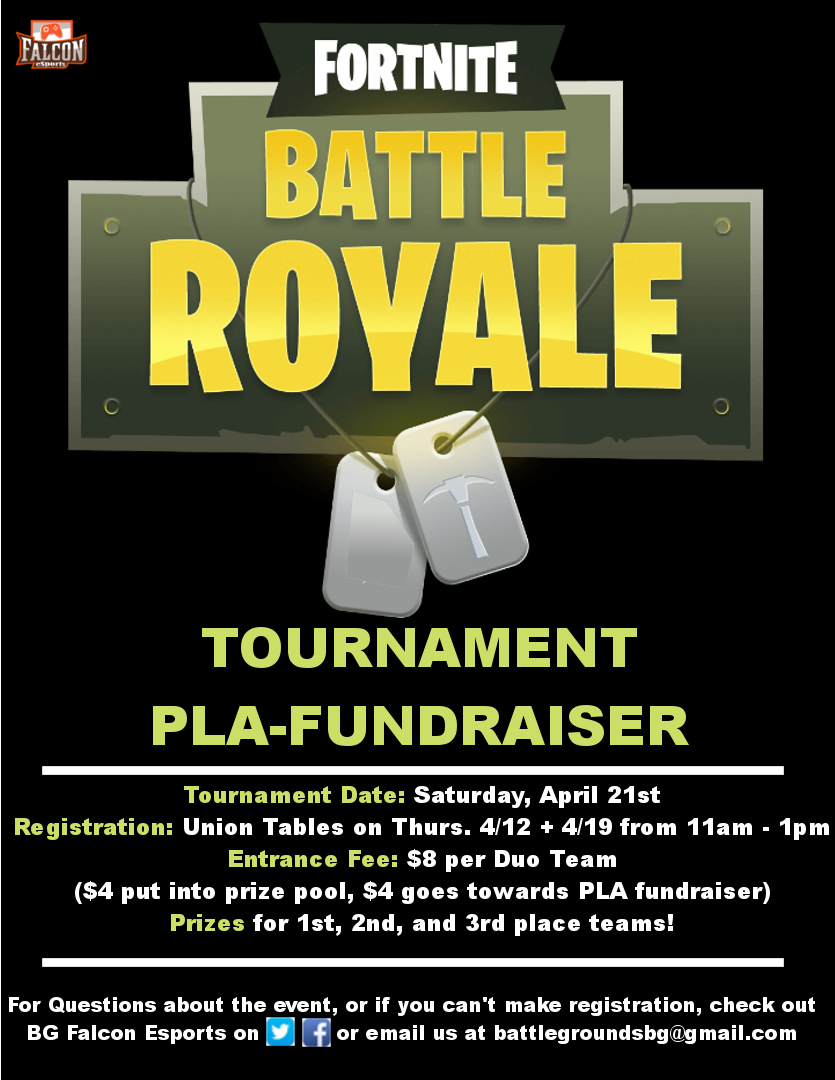 FALCON
eSports
FORTNITE
BATTLE
ROYALE
TOURNAMENT
PLA-FUNDRAISER
Tournament Date: Saturday, April 21st
Registration: Union Tables on Thurs. 4/12 + 4/19 from 11am - 1pm
Entrance Fee: $8 per Duo Team
($4 put into prize pool, $4 goes towards PLA fundraiser)
Prizes for 1st, 2nd, and 3rd place teams!
For Questions about the event, or if you can't make registration, check out
BG Falcon Esports on or email us at battlegroundsbg@gmail.com